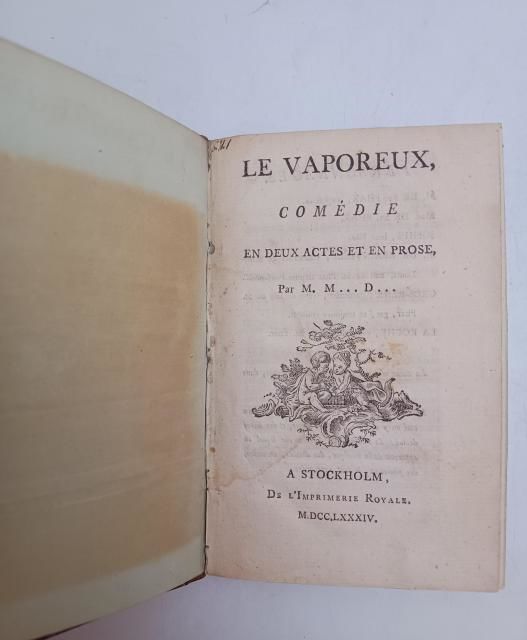 LE VAPOREUX,
COMÉDIE
EN DEUX ACTES ET EN PROSE,
Par M. M... D...
A STOCKHOLM,
DE L'IMPRIMERIE ROYALE.
M.DCC.LXXXIV.